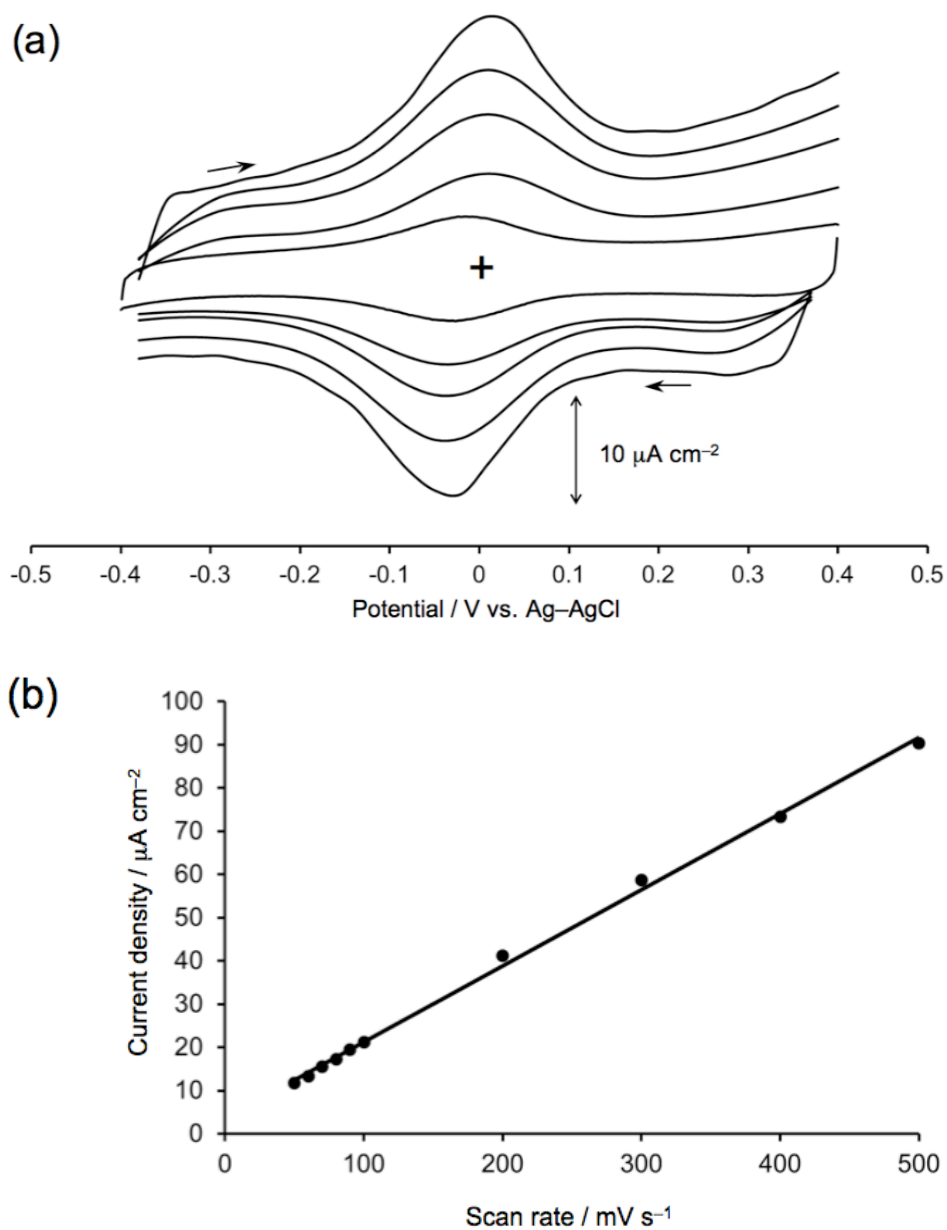 (a)
+
10 μA cm⁻²
-0.5 -0.4 -0.3 -0.2 -0.1 0 0.1 0.2 0.3 0.4 0.5
Potential / V vs. Ag–AgCl
(b)
100
90
80
70
60
50
40
30
20
10
0
Current density / μA cm⁻²
0 100 200 300 400 500
Scan rate / mV s⁻¹